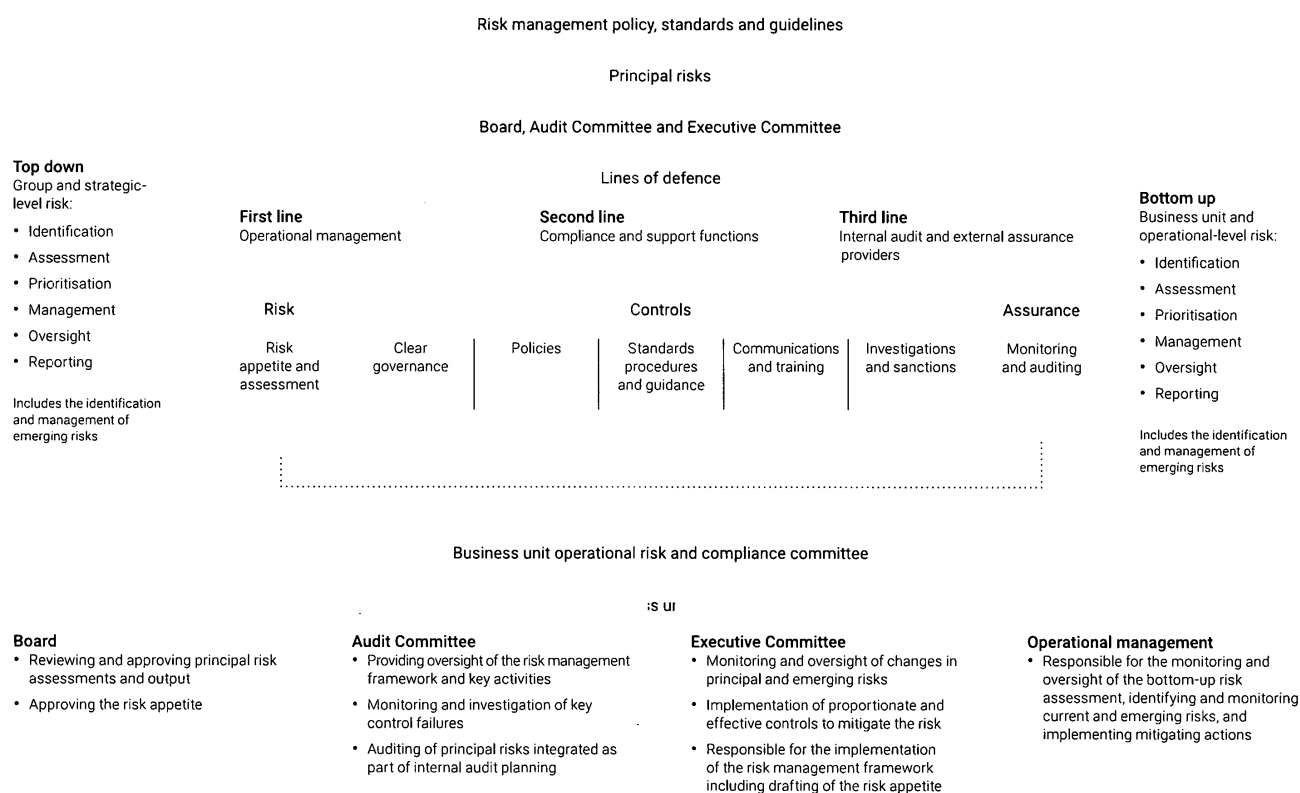 Risk management policy, standards and guidelines
Principal risks
Board, Audit Committee and Executive Committee
Lines of defence
Top down
Group and strategic-
level risk:
• Identification
• Assessment
• Prioritisation
• Management
• Oversight
• Reporting
Includes the identification
and management of
emerging risks
First line
Operational management
Second line
Compliance and support functions
Third line
Internal audit and external assurance
providers
Risk
Controls
Assurance
Risk
appetite and
assessment
Clear
governance
Policies
Standards
procedures
and guidance
Communications
and training
Investigations
and sanctions
Monitoring
and auditing
Bottom up
Business unit and
operational-level risk:
• Identification
• Assessment
• Prioritisation
• Management
• Oversight
• Reporting
Includes the identification
and management of
emerging risks
Business unit operational risk and compliance committee
Board
• Reviewing and approving principal risk
assessments and output
• Approving the risk appetite
Audit Committee
• Providing oversight of the risk management
framework and key activities
• Monitoring and investigation of key
control failures
• Auditing of principal risks integrated as
part of internal audit planning
Executive Committee
• Monitoring and oversight of changes in
principal and emerging risks
• Implementation of proportionate and
effective controls to mitigate the risk
• Responsible for the implementation
of the risk management framework
including drafting of the risk appetite
Operational management
• Responsible for the monitoring and
oversight of the bottom-up risk
assessment, identifying and monitoring
current and emerging risks, and
implementing mitigating actions